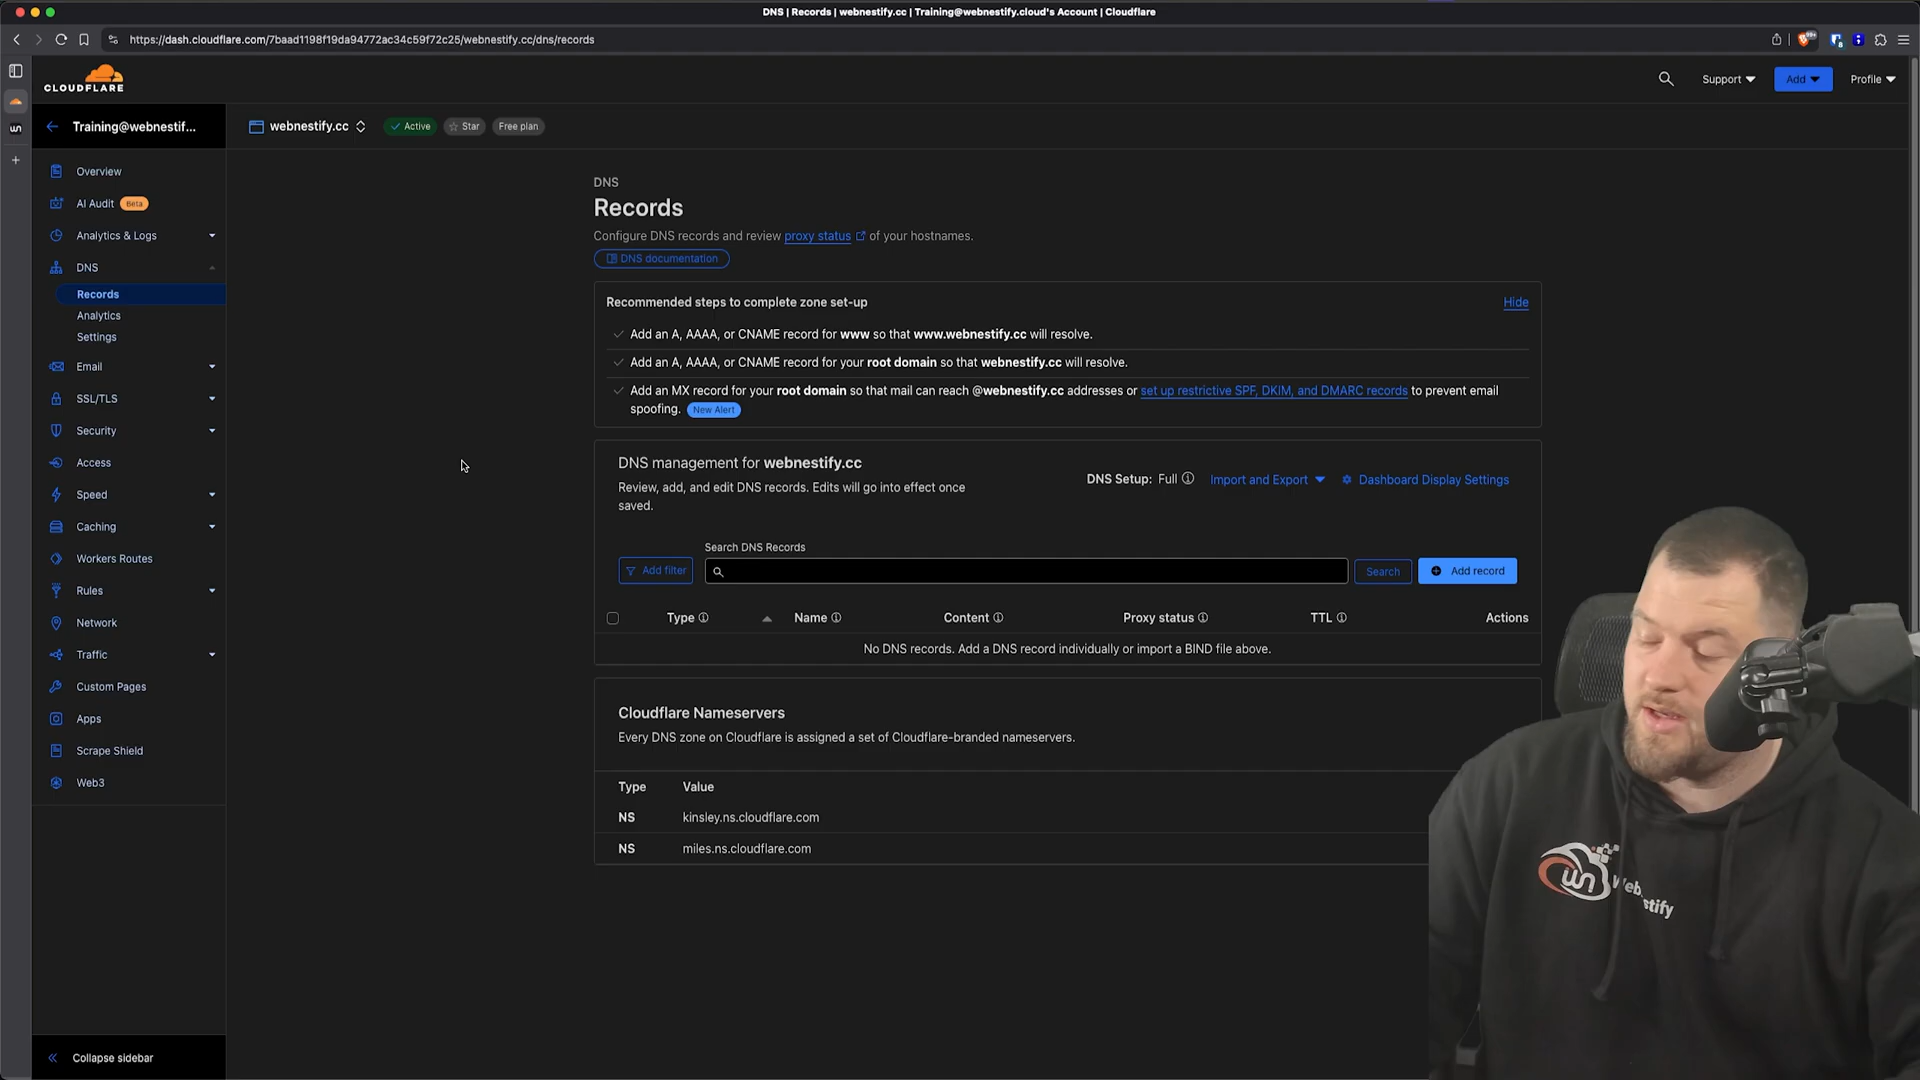 DNS | Records | webnestify.cc | Training@webnestify.cloud's Account | Cloudflare
https://dash.cloudflare.com/7baad1198f19da94772ac34c59f72c25/webnestify.cc/dns/records
CLOUDFLARE
Support
Add
Profile
Training@webnestif...
webnestify.cc
Active
Star
Free plan
Overview
AI Audit Beta
Analytics & Logs
DNS
Records
Analytics
Settings
Email
SSL/TLS
Security
Access
Speed
Caching
Workers Routes
Rules
Network
Traffic
Custom Pages
Apps
Scrape Shield
Web3
Collapse sidebar
DNS
Records
Configure DNS records and review proxy status of your hostnames.
DNS documentation
Recommended steps to complete zone set-up
Hide
Add an A, AAAA, or CNAME record for www so that www.webnestify.cc will resolve.
Add an A, AAAA, or CNAME record for your root domain so that webnestify.cc will resolve.
Add an MX record for your root domain so that mail can reach @webnestify.cc addresses or set up restrictive SPF, DKIM, and DMARC records to prevent email
spoofing. New Alert
DNS management for webnestify.cc
Review, add, and edit DNS records. Edits will go into effect once
saved.
DNS Setup: Full
Import and Export
Dashboard Display Settings
Search DNS Records
Add filter
Search
Add record
Type Name Content Proxy status TTL Actions
No DNS records. Add a DNS record individually or import a BIND file above.
Cloudflare Nameservers
Every DNS zone on Cloudflare is assigned a set of Cloudflare-branded nameservers.
Type Value
NS kinsley.ns.cloudflare.com
NS miles.ns.cloudflare.com